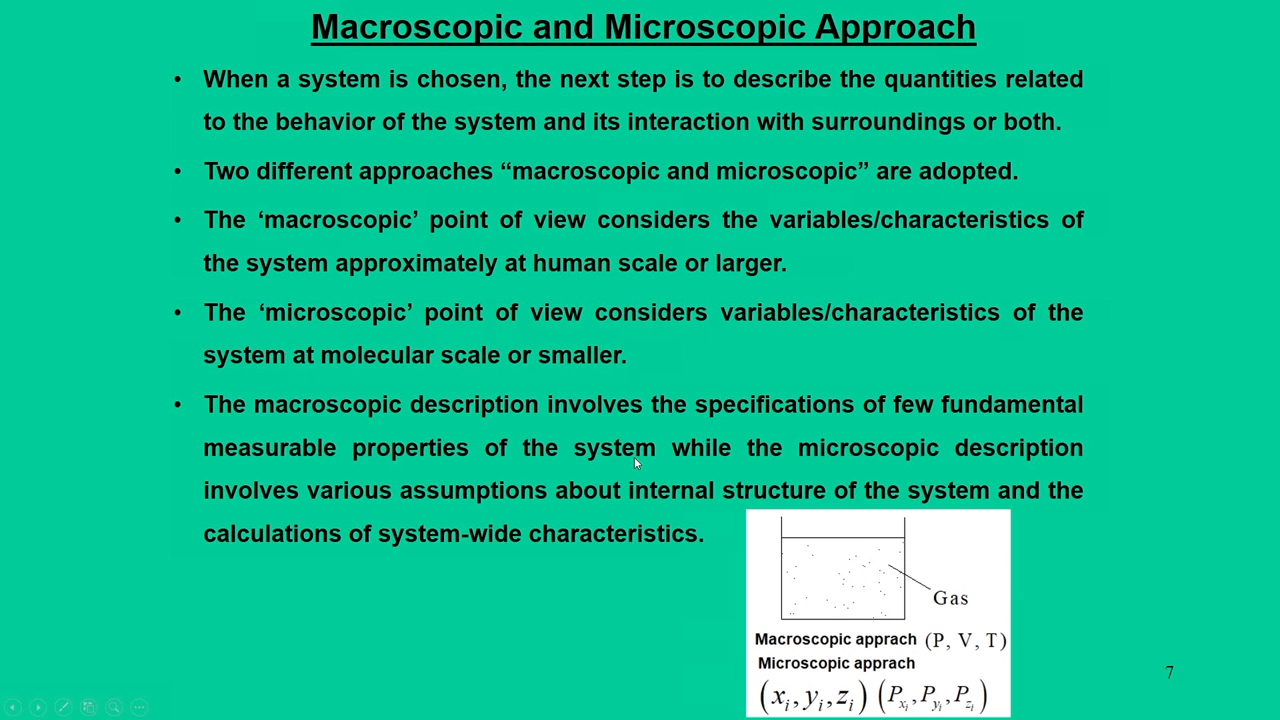 Macroscopic and Microscopic Approach
• When a system is chosen, the next step is to describe the quantities related
to the behavior of the system and its interaction with surroundings or both.
• Two different approaches “macroscopic and microscopic” are adopted.
• The ‘macroscopic’ point of view considers the variables/characteristics of
the system approximately at human scale or larger.
• The ‘microscopic’ point of view considers variables/characteristics of the
system at molecular scale or smaller.
• The macroscopic description involves the specifications of few fundamental
measurable properties of the system while the microscopic description
involves various assumptions about internal structure of the system and the
calculations of system-wide characteristics.
Gas
Macroscopic apprach (P, V, T)
Microscopic apprach
(xᵢ, yᵢ, zᵢ) (P_{x_i}, P_{y_i}, P_{z_i})
7